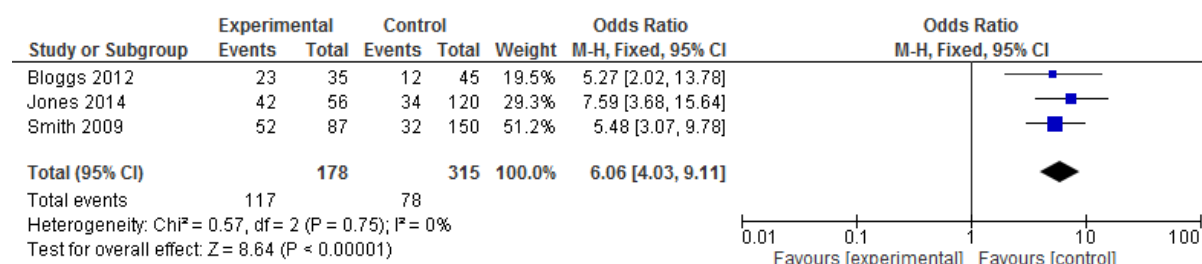 Experimental Control Odds Ratio Odds Ratio
Study or Subgroup Events Total Events Total Weight M-H, Fixed, 95% CI M-H, Fixed, 95% CI
Bloggs 2012 23 35 12 45 19.5% 5.27 [2.02, 13.78]
Jones 2014 42 56 34 120 29.3% 7.59 [3.68, 15.64]
Smith 2009 52 87 32 150 51.2% 5.48 [3.07, 9.78]
Total (95% CI) 178 315 100.0% 6.06 [4.03, 9.11]
Total events 117 78
Heterogeneity: Chi² = 0.57, df = 2 (P = 0.75); I² = 0%
Test for overall effect: Z = 8.64 (P < 0.00001)
0.01 0.1 1 10 100
Favours [experimental] Favours [control]